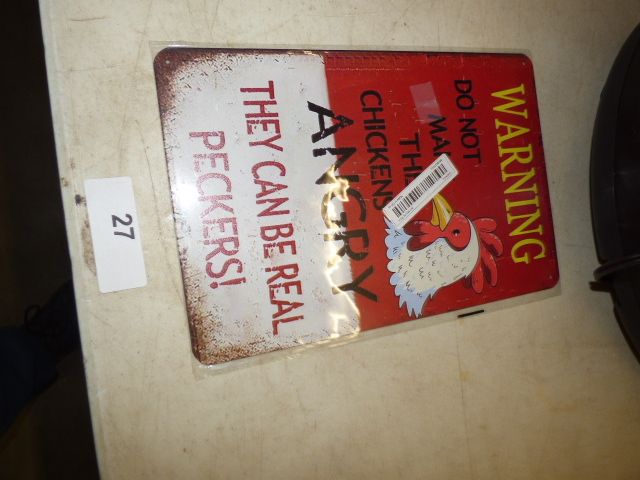 WARNING
DO NOT
CHICKENS
ANGRY
THEY CAN BE REAL
PECKERS!
27